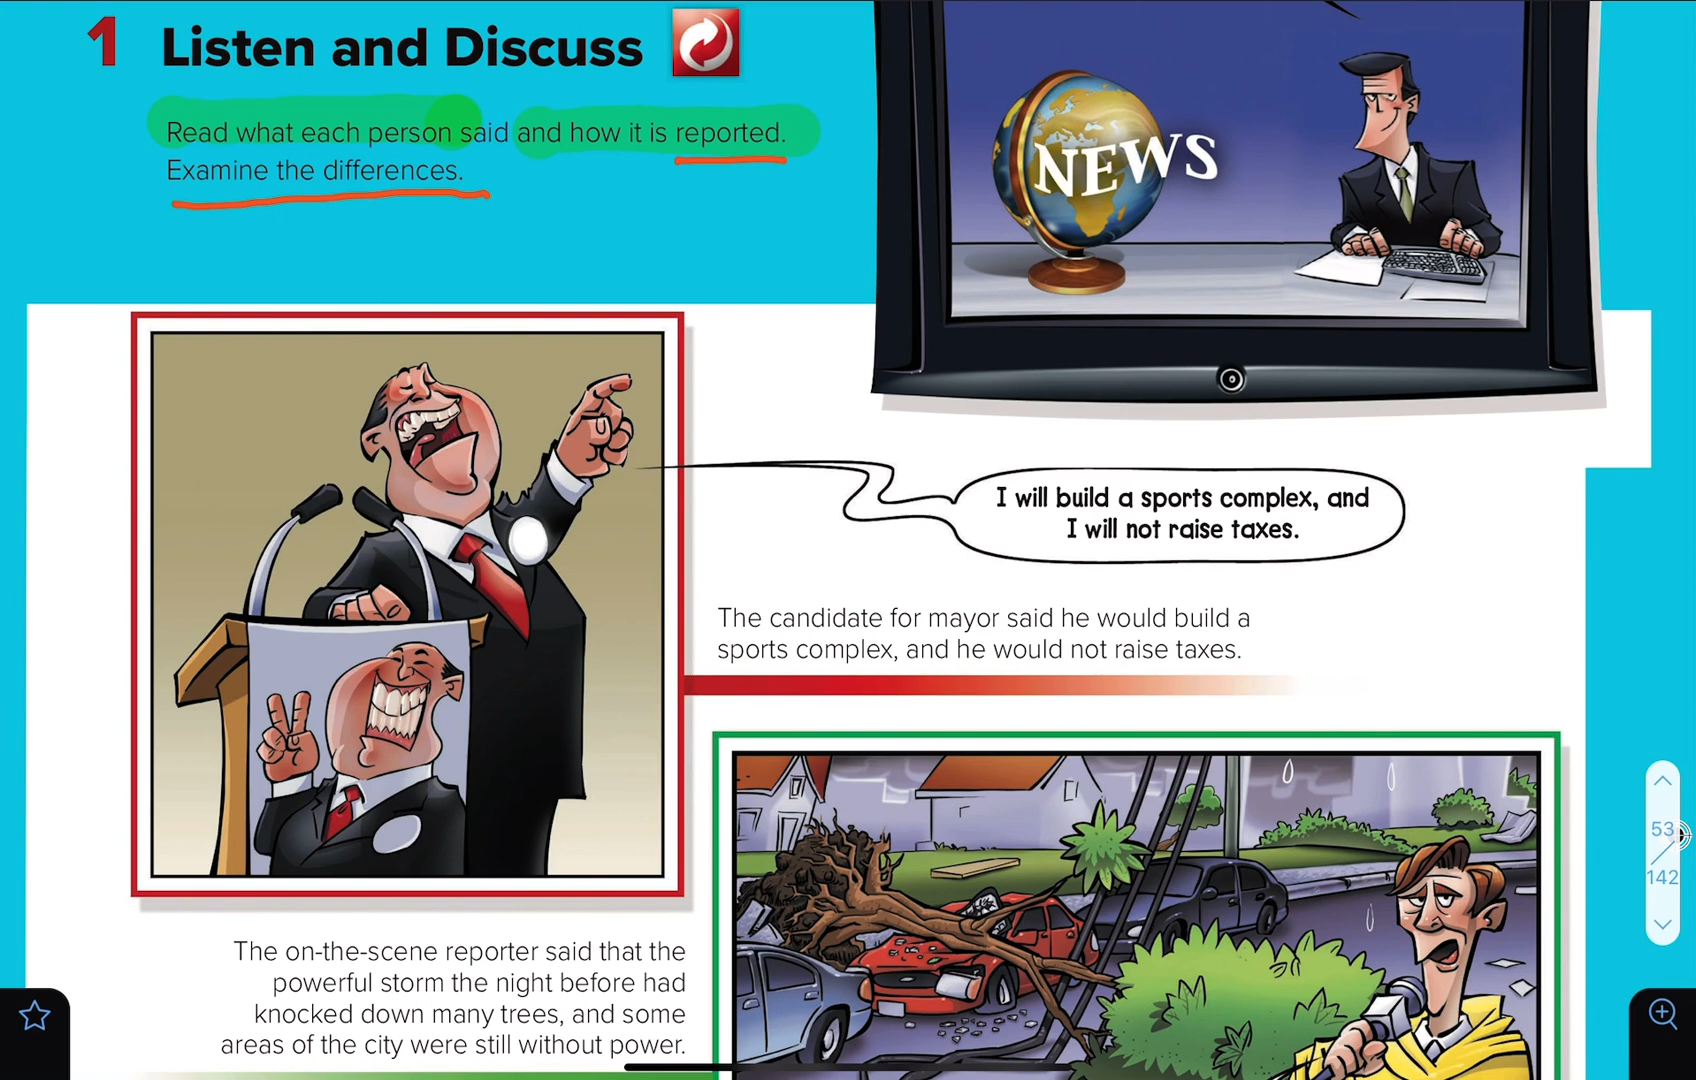 1 Listen and Discuss
Read what each person said and how it is reported.
Examine the differences.
NEWS
I will build a sports complex, and
I will not raise taxes.
The candidate for mayor said he would build a
sports complex, and he would not raise taxes.
The on-the-scene reporter said that the
powerful storm the night before had
knocked down many trees, and some
areas of the city were still without power.
53
142